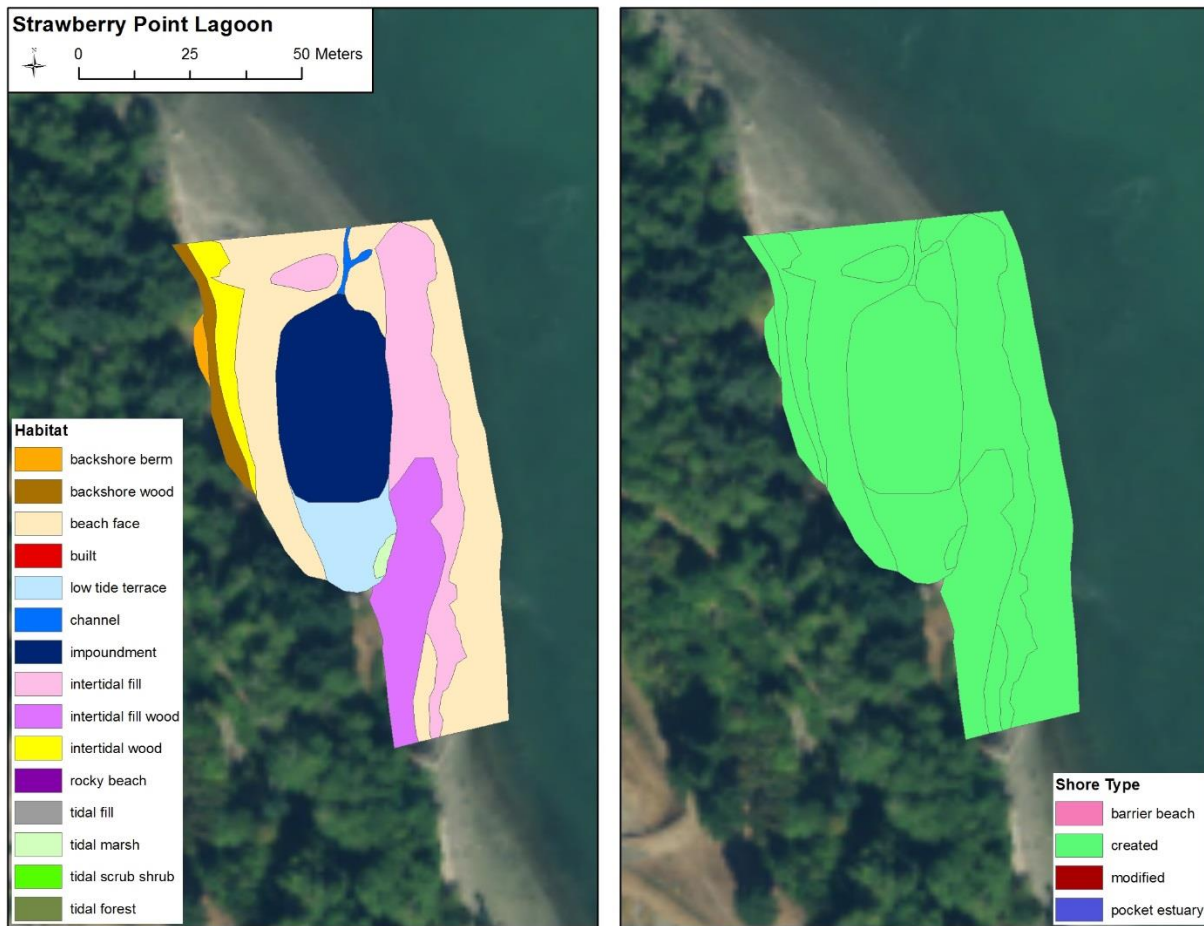 Strawberry Point Lagoon
N
0 25 50 Meters
Habitat
backshore berm
backshore wood
beach face
built
low tide terrace
channel
impoundment
intertidal fill
intertidal fill wood
intertidal wood
rocky beach
tidal fill
tidal marsh
tidal scrub shrub
tidal forest
Shore Type
barrier beach
created
modified
pocket estuary